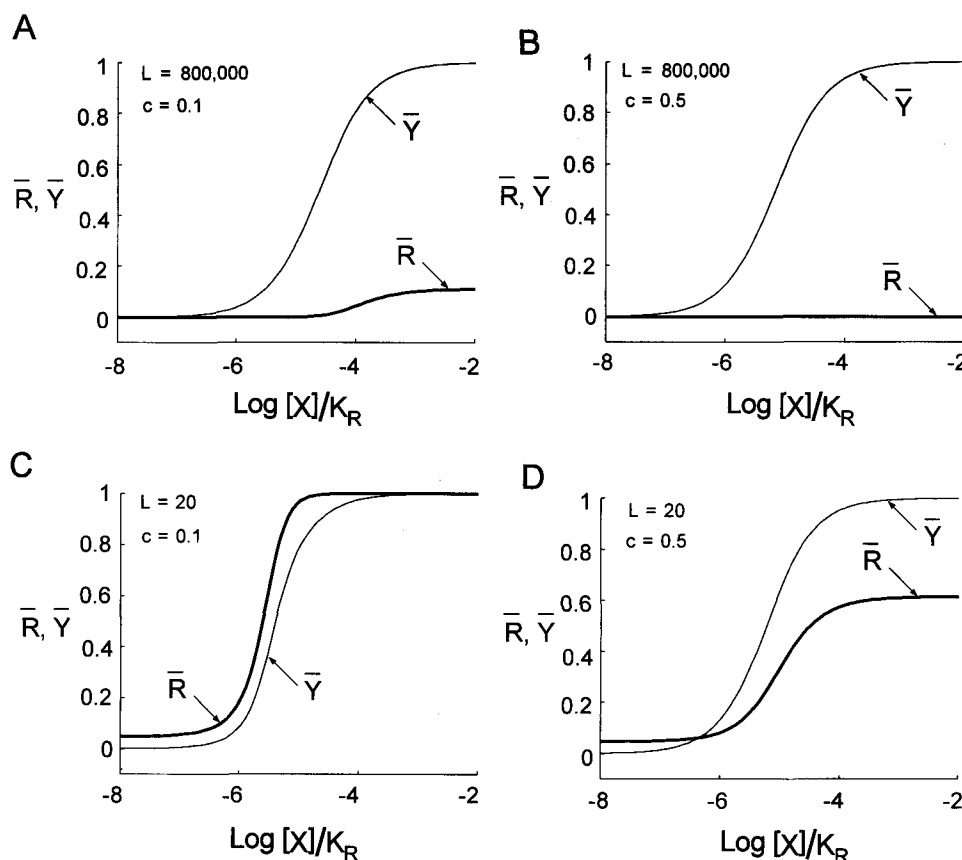 A
L = 800,000
c = 0.1
1
0.8
0.6
0.4
0.2
0
R̅, Y̅
Y̅
R̅
-8
-6
-4
-2
Log [X]/K_R
B
L = 800,000
c = 0.5
1
0.8
0.6
0.4
0.2
0
R̅, Y̅
Y̅
R̅
-8
-6
-4
-2
Log [X]/K_R
C
L = 20
c = 0.1
1
0.8
0.6
0.4
0.2
0
R̅, Y̅
R̅
Y̅
-8
-6
-4
-2
Log [X]/K_R
D
L = 20
c = 0.5
1
0.8
0.6
0.4
0.2
0
R̅, Y̅
Y̅
R̅
-8
-6
-4
-2
Log [X]/K_R